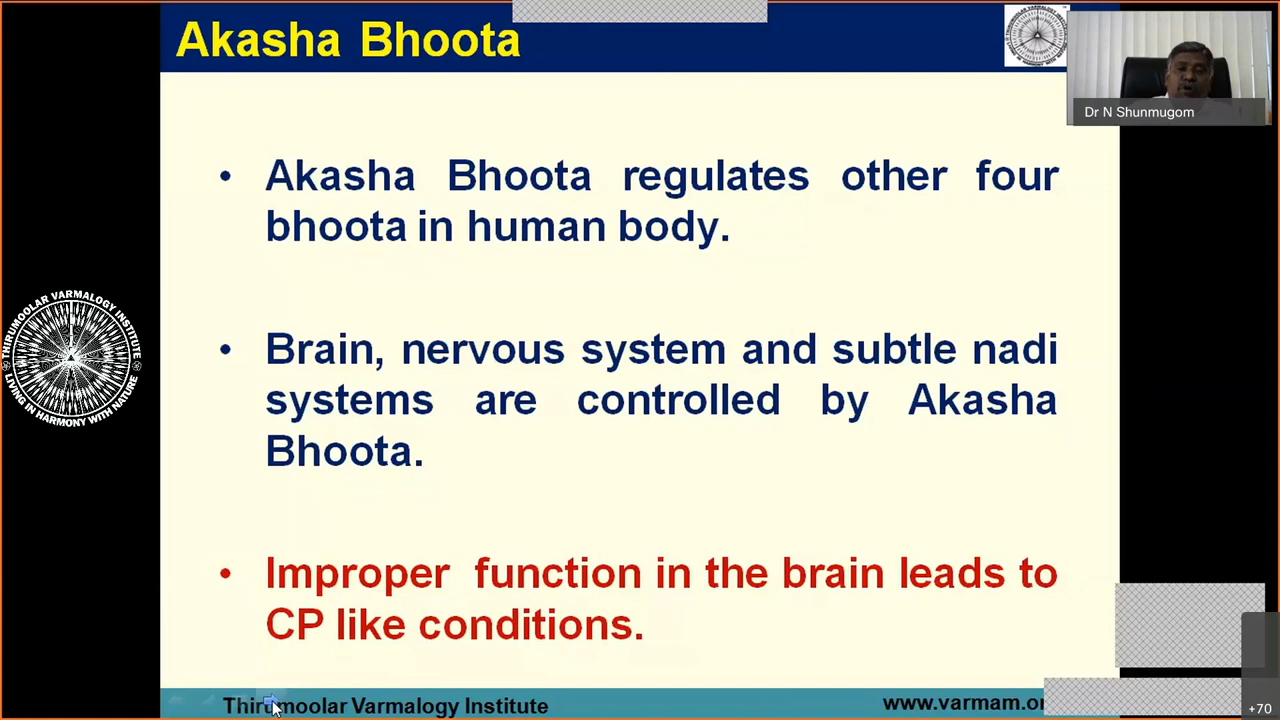 Akasha Bhoota
Dr N Shunmugom
• Akasha Bhoota regulates other four
bhoota in human body.
• Brain, nervous system and subtle nadi
systems are controlled by Akasha
Bhoota.
• Improper function in the brain leads to
CP like conditions.
THIRUMOOLAR VARMALOGY INSTITUTE
LIVING IN HARMONY WITH NATURE
Thirumoolar Varmalogy Institute
www.varmam.or
+70